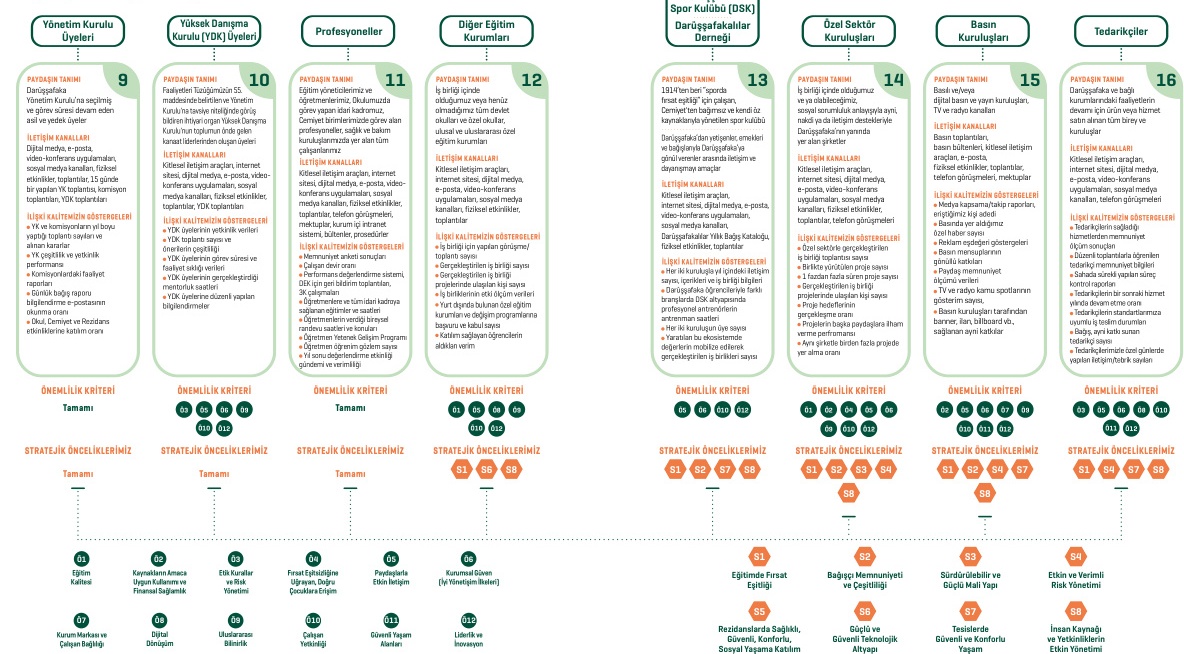 Yönetim Kurulu
Üyeleri
9
PAYDAŞIN TANIMI
Darüşşafaka
Yönetim Kurulu'na seçilmiş
ve görev süresi devam eden
asil ve yedek üyeler
İLETİŞİM KANALLARI
Dijital medya, e-posta,
video-konferans uygulamaları,
sosyal medya kanalları, fiziksel
etkinlikler, toplantılar, 15 günde
bir yapılan YK toplantısı, komisyon
toplantıları, YDK toplantıları
İLİŞKİ KALİTEMİZİN GÖSTERGELERİ
• YK ve komisyonların yıl boyu
yaptığı toplantı sayıları ve
alınan kararlar
• YK çeşitlilik ve yetkinlik
performansı
• Komisyonlardaki faaliyet
raporları
• Günlük bağış raporu
bilgilendirme e-postasının
okunma oranı
• Okul, Cemiyet ve Rezidans
etkinliklerine katılım oranı
ÖNEMLİLİK KRİTERİ
Tamamı
STRATEJİK ÖNCELİKLERİMİZ
Tamamı
Yüksek Danışma
Kurulu (YDK) Üyeleri
10
PAYDAŞIN TANIMI
Faaliyetleri Tüzüğümüzün 55.
maddesinde belirtilen ve Yönetim
Kurulu'na tavsiye niteliğinde görüş
bildiren ihtiyari organ Yüksek Danışma
Kurulu'nun toplumun önde gelen
kanaat liderlerinden oluşan üyeleri
İLETİŞİM KANALLARI
Kitlesel iletişim araçları, internet
sitesi, dijital medya, e-posta, video-
konferans uygulamaları, sosyal
medya kanalları, fiziksel etkinlikler,
toplantılar, YDK toplantıları
İLİŞKİ KALİTEMİZİN GÖSTERGELERİ
• YDK üyelerinin yetkinlik verileri
• YDK toplantı sayısı ve
önerilerin çeşitliliği
• YDK üyelerinin görev süresi ve
faaliyet sıklığı verileri
• YDK üyelerinin gerçekleştirdiği
mentorluk saatleri
• YDK üyelerine düzenli yapılan
bilgilendirmeler
ÖNEMLİLİK KRİTERİ
Ö3 Ö5 Ö6 Ö9
Ö10 Ö12
STRATEJİK ÖNCELİKLERİMİZ
Tamamı
Profesyoneller
11
PAYDAŞIN TANIMI
Eğitim yöneticilerimiz ve
öğretmenlerimiz, Okulumuzda
görev yapan idari kadromuz,
Cemiyet birimlerimizde görev alan
profesyoneller, sağlık ve bakım
kuruluşlarımızda yer alan tüm
çalışanlarımız
İLETİŞİM KANALLARI
Kitlesel iletişim araçları, internet
sitesi, dijital medya, e-posta, video-
konferans uygulamaları, sosyal
medya kanalları, fiziksel etkinlikler,
toplantılar, telefon görüşmeleri,
mektuplar, kurum içi intranet
sistemi, bültenler, prosedürler
İLİŞKİ KALİTEMİZİN GÖSTERGELERİ
• Memnuniyet anketi sonuçları
• Çalışan devir oranı
• Performans değerlendirme sistemi,
DEK için geri bildirim toplantıları,
3K çalışmaları
• Öğretmenlere ve tüm idari kadroya
sağlanan eğitimler ve saatleri
• Öğretmenlerin verdiği bireysel
randevu saatleri ve konuları
• Öğretmen Yetenek Gelişim Programı
• Öğretmen öğrenim gözlem sayısı
• Yıl sonu değerlendirme etkinliği
gündemi ve verimliliği
ÖNEMLİLİK KRİTERİ
Tamamı
STRATEJİK ÖNCELİKLERİMİZ
Tamamı
Diğer Eğitim
Kurumları
12
PAYDAŞIN TANIMI
İş birliği içinde
olduğumuz veya henüz
olmadığımız tüm devlet
okulları ve özel okullar,
ulusal ve uluslararası özel
eğitim kurumları
İLETİŞİM KANALLARI
Kitlesel iletişim araçları,
internet sitesi, dijital medya,
e-posta, video-konferans
uygulamaları, sosyal medya
kanalları, fiziksel etkinlikler,
toplantılar
İLİŞKİ KALİTEMİZİN GÖSTERGELERİ
• İş birliği için yapılan görüşme/
toplantı sayısı
• Gerçekleştirilen iş birliği sayısı
• Gerçekleştirilen iş birliği
projelerinde ulaşılan kişi sayısı
• İş birliklerinin etki ölçüm verileri
• Yurt dışında bulunan özel eğitim
kurumları ve değişim programlarına
başvuru ve kabul sayısı
• Katılım sağlayan öğrencilerin
aldıkları verim
ÖNEMLİLİK KRİTERİ
Ö1 Ö5 Ö8 Ö9
Ö10 Ö12
STRATEJİK ÖNCELİKLERİMİZ
S1 S6 S8
Spor Kulübü (DSK)
Darüşşafakalılar
Derneği
13
PAYDAŞIN TANIMI
1914'ten beri "sporda
fırsat eşitliği" için çalışan,
Cemiyet'ten bağımsız ve kendi öz
kaynaklarıyla yönetilen spor kulübü
Darüşşafaka'dan yetişenler, emekleri
ve bağışlarıyla Darüşşafaka'ya
gönül verenler arasında iletişim ve
dayanışmayı amaçlar
İLETİŞİM KANALLARI
Kitlesel iletişim araçları,
internet sitesi, dijital medya, e-posta,
video-konferans uygulamaları,
sosyal medya kanalları,
Darüşşafakalılar Yıllık Bağış Kataloğu,
fiziksel etkinlikler, toplantılar
İLİŞKİ KALİTEMİZİN GÖSTERGELERİ
• Her iki kuruluşla yıl içindeki iletişim
sayısı, içerikleri ve iş birliği bilgileri
• Darüşşafaka öğrencileriyle farklı
branşlarda DSK altyapısında
profesyonel antrenörlerin
antrenman saatleri
• Her iki kuruluşun üye sayısı
• Yaratılan bu ekosistemde
değerlerin mobilize edilerek
gerçekleştirilen iş birlikleri sayısı
ÖNEMLİLİK KRİTERİ
Ö5 Ö6 Ö10 Ö12
STRATEJİK ÖNCELİKLERİMİZ
S1 S2 S7 S8
Özel Sektör
Kuruluşları
14
PAYDAŞIN TANIMI
İş birliği içinde olduğumuz
ve ya olabileceğimiz,
sosyal sorumluluk anlayışıyla ayni,
nakdi ya da iletişim destekleriyle
Darüşşafaka'nın yanında
yer alan şirketler
İLETİŞİM KANALLARI
Kitlesel iletişim araçları,
internet sitesi, dijital medya,
e-posta, video-konferans
uygulamaları, sosyal medya
kanalları, fiziksel etkinlikler,
toplantılar, telefon görüşmeleri
İLİŞKİ KALİTEMİZİN GÖSTERGELERİ
• Özel sektörle gerçekleştirilen
iş birliği toplantısı sayısı
• Birlikte yürütülen proje sayısı
• 1 fazdan fazla süren proje sayısı
• Gerçekleştirilen iş birliği
projelerinde ulaşılan kişi sayısı
• Proje hedeflerinin
gerçekleşme oranı
• Projelerin başka paydaşlara ilham
verme perfromansı
• Aynı şirketle birden fazla projede
yer alma oranı
ÖNEMLİLİK KRİTERİ
Ö1 Ö2 Ö4 Ö5 Ö6
Ö9 Ö10 Ö12
STRATEJİK ÖNCELİKLERİMİZ
S1 S2 S3 S4
S8
Basın
Kuruluşları
15
PAYDAŞIN TANIMI
Basılı ve/veya
dijital basın ve yayın kuruluşları,
TV ve radyo kanalları
İLETİŞİM KANALLARI
Basın toplantıları,
basın bültenleri, kitlesel iletişim
araçları, e-posta,
fiziksel etkinlikler, toplantılar,
telefon görüşmeleri, mektuplar
İLİŞKİ KALİTEMİZİN GÖSTERGELERİ
• Medya kapsama/takip raporları,
eriştiğimiz kişi adedi
• Basında yer aldığımız
özel haber sayısı
• Reklam eşdeğeri göstergeleri
• Basın mensuplarının
gönüllü katkıları
• Paydaş memnuniyet
ölçümü verileri
• TV ve radyo kamu spotlarının
gösterim sayısı,
• Basın kuruluşları tarafından
banner, ilan, billboard vb.,
sağlanan ayni katkılar
ÖNEMLİLİK KRİTERİ
Ö2 Ö5 Ö6 Ö7 Ö9
Ö10 Ö11 Ö12
STRATEJİK ÖNCELİKLERİMİZ
S1 S2 S4 S7
S8
Tedarikçiler
16
PAYDAŞIN TANIMI
Darüşşafaka ve bağlı
kurumlarındaki faaliyetlerin
devamı için ürün veya hizmet
satın alınan tüm birey ve
kuruluşlar
İLETİŞİM KANALLARI
Kitlesel iletişim araçları,
internet sitesi, dijital medya,
e-posta, video-konferans
uygulamaları, sosyal medya
kanalları, telefon görüşmeleri
İLİŞKİ KALİTEMİZİN GÖSTERGELERİ
• Tedarikçilerin sağladığı
hizmetlerden memnuniyet
ölçüm sonuçları
• Düzenli toplantılarla öğrenilen
tedarikçi memnuniyet bilgileri
• Sahada sürekli yapılan süreç
kontrol raporları
• Tedarikçilerin bir sonraki hizmet
yılında devam etme oranı
• Tedarikçilerin standartlarımıza
uyumlu iş teslim durumları
• Bağış, ayni katkı sunan
tedarikçi sayısı
• Tedarikçilerimizle özel günlerde
yapılan iletişim/tebrik sayıları
ÖNEMLİLİK KRİTERİ
Ö3 Ö5 Ö6 Ö8 Ö10
Ö11 Ö12
STRATEJİK ÖNCELİKLERİMİZ
S1 S4 S7 S8
Ö1
Eğitim
Kalitesi
Ö2
Kaynakların Amaca
Uygun Kullanımı ve
Finansal Sağlamlık
Ö3
Etik Kurallar
ve Risk
Yönetimi
Ö4
Fırsat Eşitsizliğine
Uğrayan, Doğru
Çocuklara Erişim
Ö5
Paydaşlarla
Etkin İletişim
Ö6
Kurumsal Güven
(İyi Yönetişim İlkeleri)
Ö7
Kurum Markası ve
Çalışan Bağlılığı
Ö8
Dijital
Dönüşüm
Ö9
Uluslararası
Bilinirlik
Ö10
Çalışan
Yetkinliği
Ö11
Güvenli Yaşam
Alanları
Ö12
Liderlik ve
İnovasyon
S1
Eğitimde Fırsat
Eşitliği
S2
Bağışçı Memnuniyeti
ve Çeşitliliği
S3
Sürdürülebilir ve
Güçlü Mali Yapı
S4
Etkin ve Verimli
Risk Yönetimi
S5
Rezidanslarda Sağlıklı,
Güvenli, Konforlu,
Sosyal Yaşama Katılım
S6
Güçlü ve
Güvenli Teknolojik
Altyapı
S7
Tesislerde
Güvenli ve Konforlu
Yaşam
S8
İnsan Kaynağı
ve Yetkinliklerin
Etkin Yönetimi